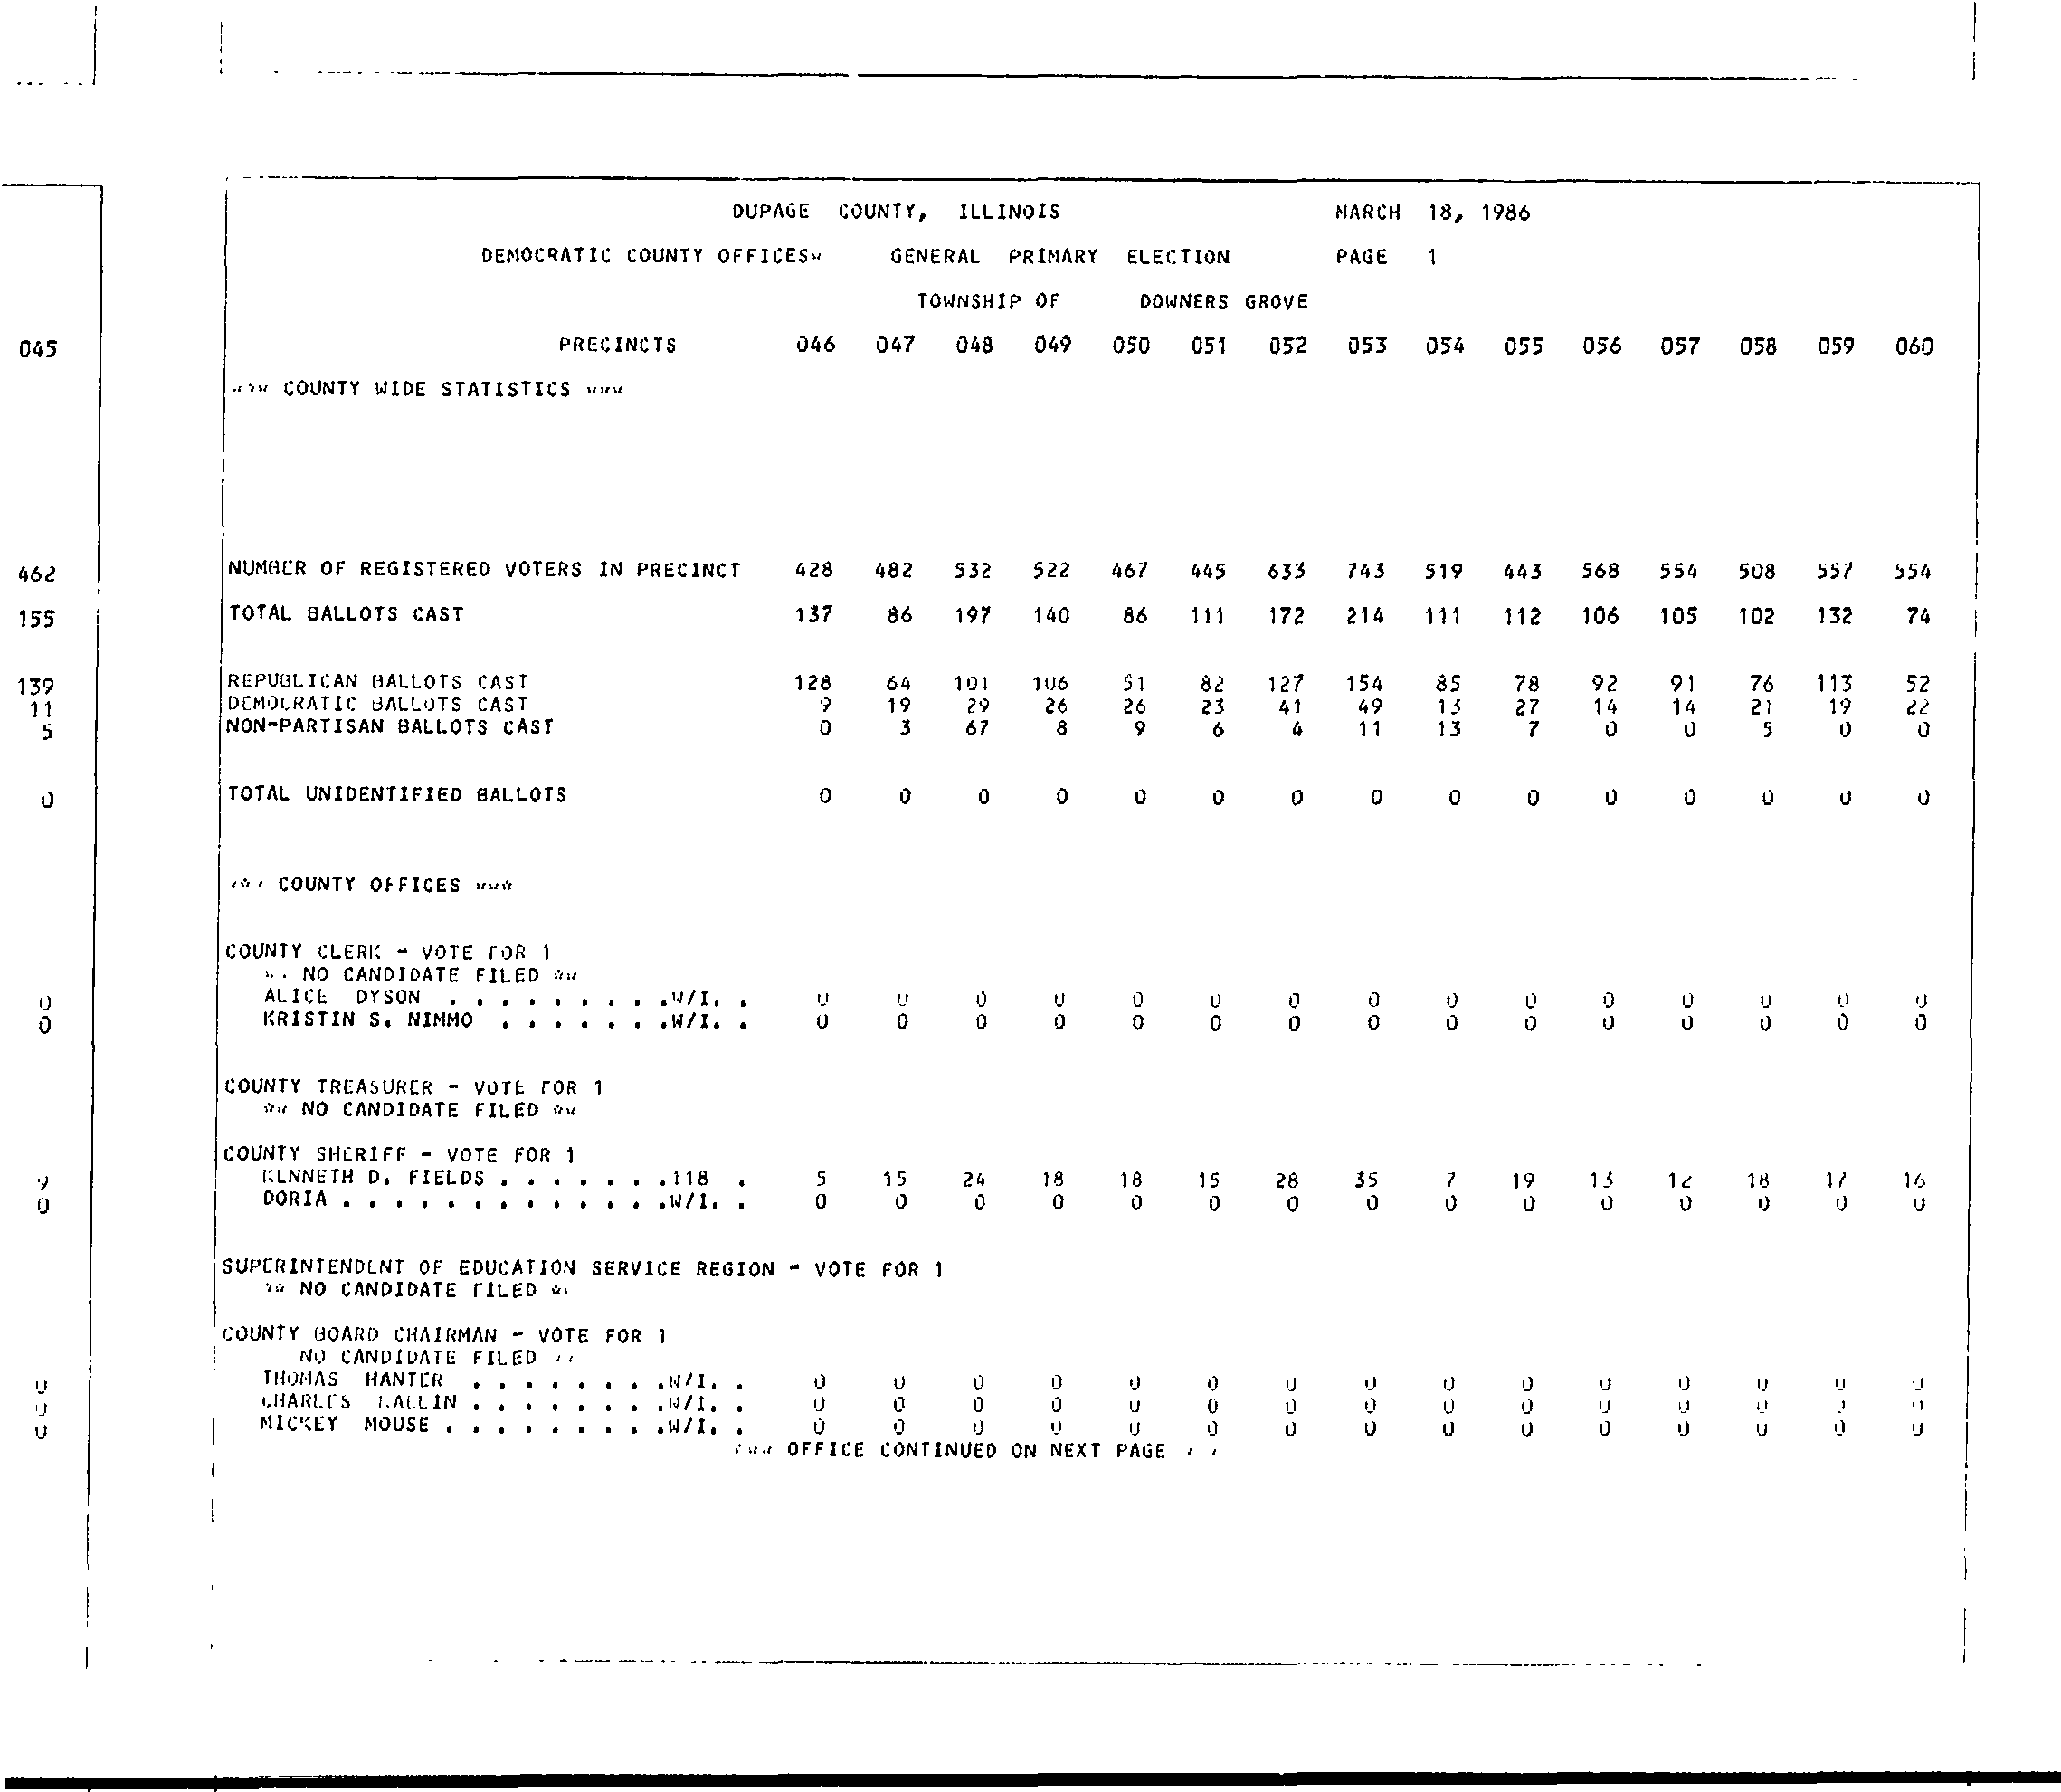 DUPAGE COUNTY, ILLINOIS MARCH 18, 1986
DEMOCRATIC COUNTY OFFICES* GENERAL PRIMARY ELECTION PAGE 1
TOWNSHIP OF DOWNERS GROVE
045 PRECINCTS 046 047 048 049 050 051 052 053 054 055 056 057 058 059 060
*** COUNTY WIDE STATISTICS ***
462 NUMBER OF REGISTERED VOTERS IN PRECINCT 428 482 532 522 467 445 633 743 519 443 568 554 508 557 554
155 TOTAL BALLOTS CAST 137 86 197 140 86 111 172 214 111 112 106 105 102 132 74
139 REPUBLICAN BALLOTS CAST 128 64 101 106 51 82 127 154 85 78 92 91 76 113 52
11 DEMOCRATIC BALLOTS CAST 9 19 29 26 26 23 41 49 13 27 14 14 21 19 22
5 NON-PARTISAN BALLOTS CAST 0 3 67 8 9 6 4 11 13 7 0 0 5 0 0
0 TOTAL UNIDENTIFIED BALLOTS 0 0 0 0 0 0 0 0 0 0 0 0 0 0 0
*** COUNTY OFFICES ***
COUNTY CLERK - VOTE FOR 1
** NO CANDIDATE FILED **
0 ALICE DYSON . . . . . . . . .W/I. . 0 0 0 0 0 0 0 0 0 0 0 0 0 0 0
0 KRISTIN S. NIMMO . . . . . . .W/I. . 0 0 0 0 0 0 0 0 0 0 0 0 0 0 0
COUNTY TREASURER - VOTE FOR 1
** NO CANDIDATE FILED **
COUNTY SHERIFF - VOTE FOR 1
9 KENNETH D. FIELDS . . . . . . .118 . 5 15 24 18 18 15 28 35 7 19 13 12 18 17 16
0 DORIA . . . . . . . . . . . . .W/I. . 0 0 0 0 0 0 0 0 0 0 0 0 0 0 0
SUPERINTENDENT OF EDUCATION SERVICE REGION - VOTE FOR 1
** NO CANDIDATE FILED **
COUNTY BOARD CHAIRMAN - VOTE FOR 1
NO CANDIDATE FILED
0 THOMAS HANTER . . . . . . . .W/I. . 0 0 0 0 0 0 0 0 0 0 0 0 0 0 0
0 CHARLES . . . . . . . .W/I. . 0 0 0 0 0 0 0 0 0 0 0 0 0 0 0
0 MICKEY MOUSE . . . . . . . . .W/I. . 0 0 0 0 0 0 0 0 0 0 0 0 0 0 0
*** OFFICE CONTINUED ON NEXT PAGE